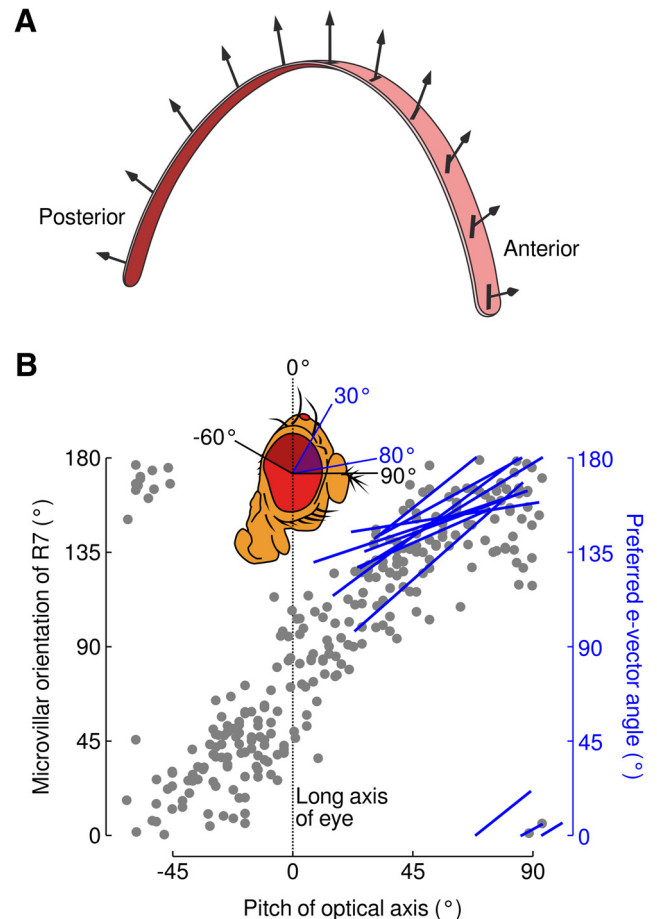 A
Posterior
Anterior
B
0°
30°
-60°
80°
90°
180
135
90
45
0
Microvillar orientation of R7 (°)
180
135
90
45
0
Preferred e-vector angle (°)
Long axis
of eye
-45
0
45
90
Pitch of optical axis (°)